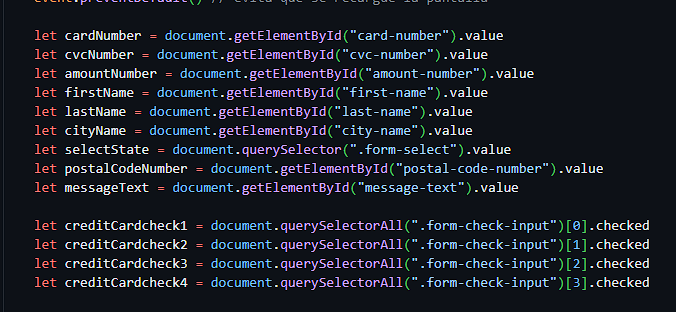 event.preventDefault() // evita que se recargue la pantalla
let cardNumber = document.getElementById("card-number").value
let cvcNumber = document.getElementById("cvc-number").value
let amountNumber = document.getElementById("amount-number").value
let firstName = document.getElementById("first-name").value
let lastName = document.getElementById("last-name").value
let cityName = document.getElementById("city-name").value
let selectState = document.querySelector(".form-select").value
let postalCodeNumber = document.getElementById("postal-code-number").value
let messageText = document.getElementById("message-text").value
let creditCardcheck1 = document.querySelectorAll(".form-check-input")[0].checked
let creditCardcheck2 = document.querySelectorAll(".form-check-input")[1].checked
let creditCardcheck3 = document.querySelectorAll(".form-check-input")[2].checked
let creditCardcheck4 = document.querySelectorAll(".form-check-input")[3].checked